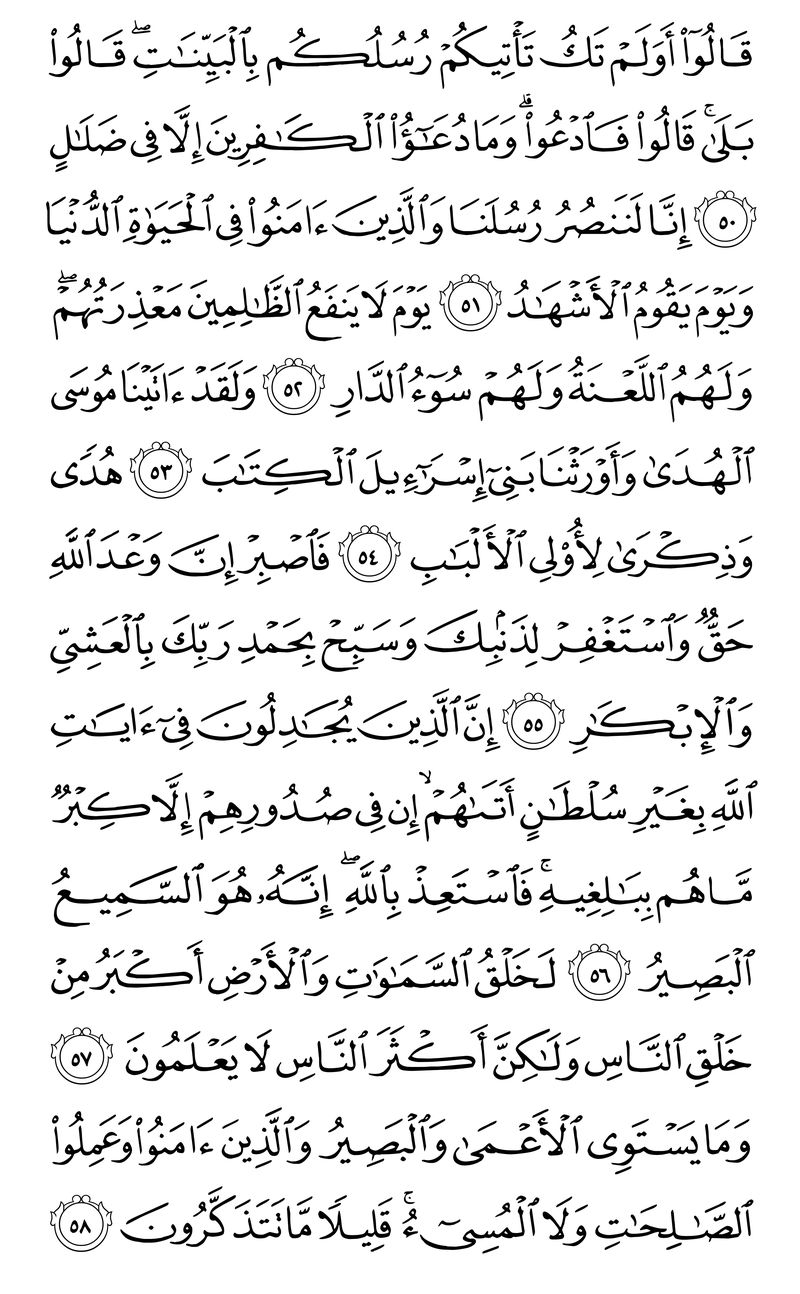 قَالُوٓا۟ أَوَلَمْ تَكُ تَأْتِيكُمْ رُسُلُكُم بِٱلْبَيِّنَـٰتِ ۖ قَالُوا۟
بَلَىٰ ۚ قَالُوا۟ فَٱدْعُوا۟ ۗ وَمَا دُعَـٰٓؤُا۟ ٱلْكَـٰفِرِينَ إِلَّا فِى ضَلَـٰلٍ
٥٠ إِنَّا لَنَنصُرُ رُسُلَنَا وَٱلَّذِينَ ءَامَنُوا۟ فِى ٱلْحَيَوٰةِ ٱلدُّنْيَا
وَيَوْمَ يَقُومُ ٱلْأَشْهَـٰدُ ٥١ يَوْمَ لَا يَنفَعُ ٱلظَّـٰلِمِينَ مَعْذِرَتُهُمْ ۖ
وَلَهُمُ ٱللَّعْنَةُ وَلَهُمْ سُوٓءُ ٱلدَّارِ ٥٢ وَلَقَدْ ءَاتَيْنَا مُوسَى
ٱلْهُدَىٰ وَأَوْرَثْنَا بَنِىٓ إِسْرَٰٓءِيلَ ٱلْكِتَـٰبَ ٥٣ هُدًى
وَذِكْرَىٰ لِأُو۟لِى ٱلْأَلْبَـٰبِ ٥٤ فَٱصْبِرْ إِنَّ وَعْدَ ٱللَّهِ
حَقٌّ وَٱسْتَغْفِرْ لِذَنۢبِكَ وَسَبِّحْ بِحَمْدِ رَبِّكَ بِٱلْعَشِىِّ
وَٱلْإِبْكَـٰرِ ٥٥ إِنَّ ٱلَّذِينَ يُجَـٰدِلُونَ فِىٓ ءَايَـٰتِ
ٱللَّهِ بِغَيْرِ سُلْطَـٰنٍ أَتَىٰهُمْ ۙ إِن فِى صُدُورِهِمْ إِلَّا كِبْرٌ
مَّا هُم بِبَـٰلِغِيهِ ۚ فَٱسْتَعِذْ بِٱللَّهِ ۖ إِنَّهُۥ هُوَ ٱلسَّمِيعُ
ٱلْبَصِيرُ ٥٦ لَخَلْقُ ٱلسَّمَـٰوَٰتِ وَٱلْأَرْضِ أَكْبَرُ مِنْ
خَلْقِ ٱلنَّاسِ وَلَـٰكِنَّ أَكْثَرَ ٱلنَّاسِ لَا يَعْلَمُونَ ٥٧
وَمَا يَسْتَوِى ٱلْأَعْمَىٰ وَٱلْبَصِيرُ وَٱلَّذِينَ ءَامَنُوا۟ وَعَمِلُوا۟
ٱلصَّـٰلِحَـٰتِ وَلَا ٱلْمُسِىٓءُ ۚ قَلِيلًا مَّا تَتَذَكَّرُونَ ٥٨